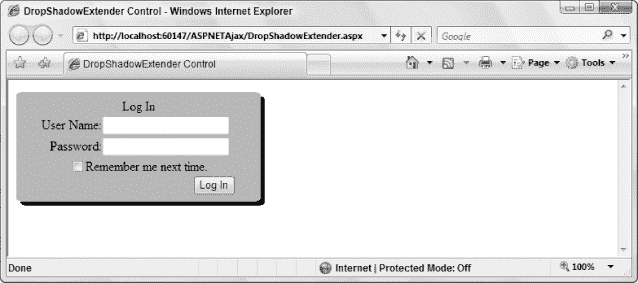 DropShadowExtender Control - Windows Internet Explorer
http://localhost:60147/ASPNETAjax/DropShadowExtender.aspx
Google
DropShadowExtender Control
Page
Tools
Log In
User Name:
Password:
Remember me next time.
Log In
Done
Internet | Protected Mode: Off
100%